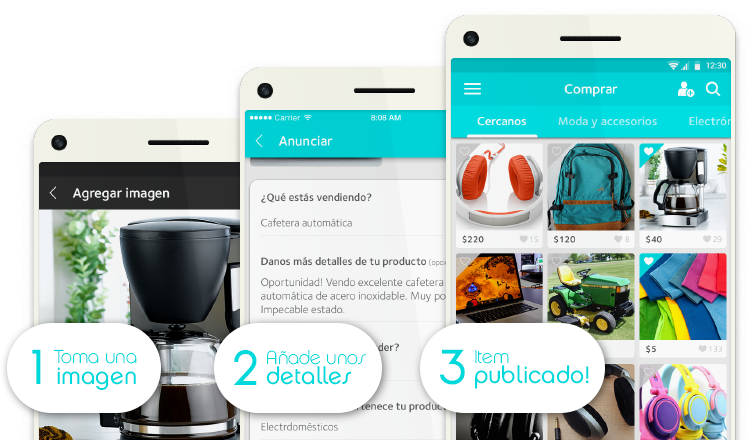 Agregar imagen
1 Toma una
imagen
Carrier
8:08 AM
Anunciar
¿Qué estás vendiendo?
Cafetera automática
Danos más detalles de tu producto (opci
Oportunidad! Vendo excelente cafetera
automática de acero inoxidable. Muy po
Impecable estado.
der?
2 Añade unos
detalles
tenece tu produc
Electrdomésticos
12:30
Comprar
Cercanos
Moda y accesorios
Electrón
$220
15
$120
8
$40
29
$5
133
3 Item
publicado!